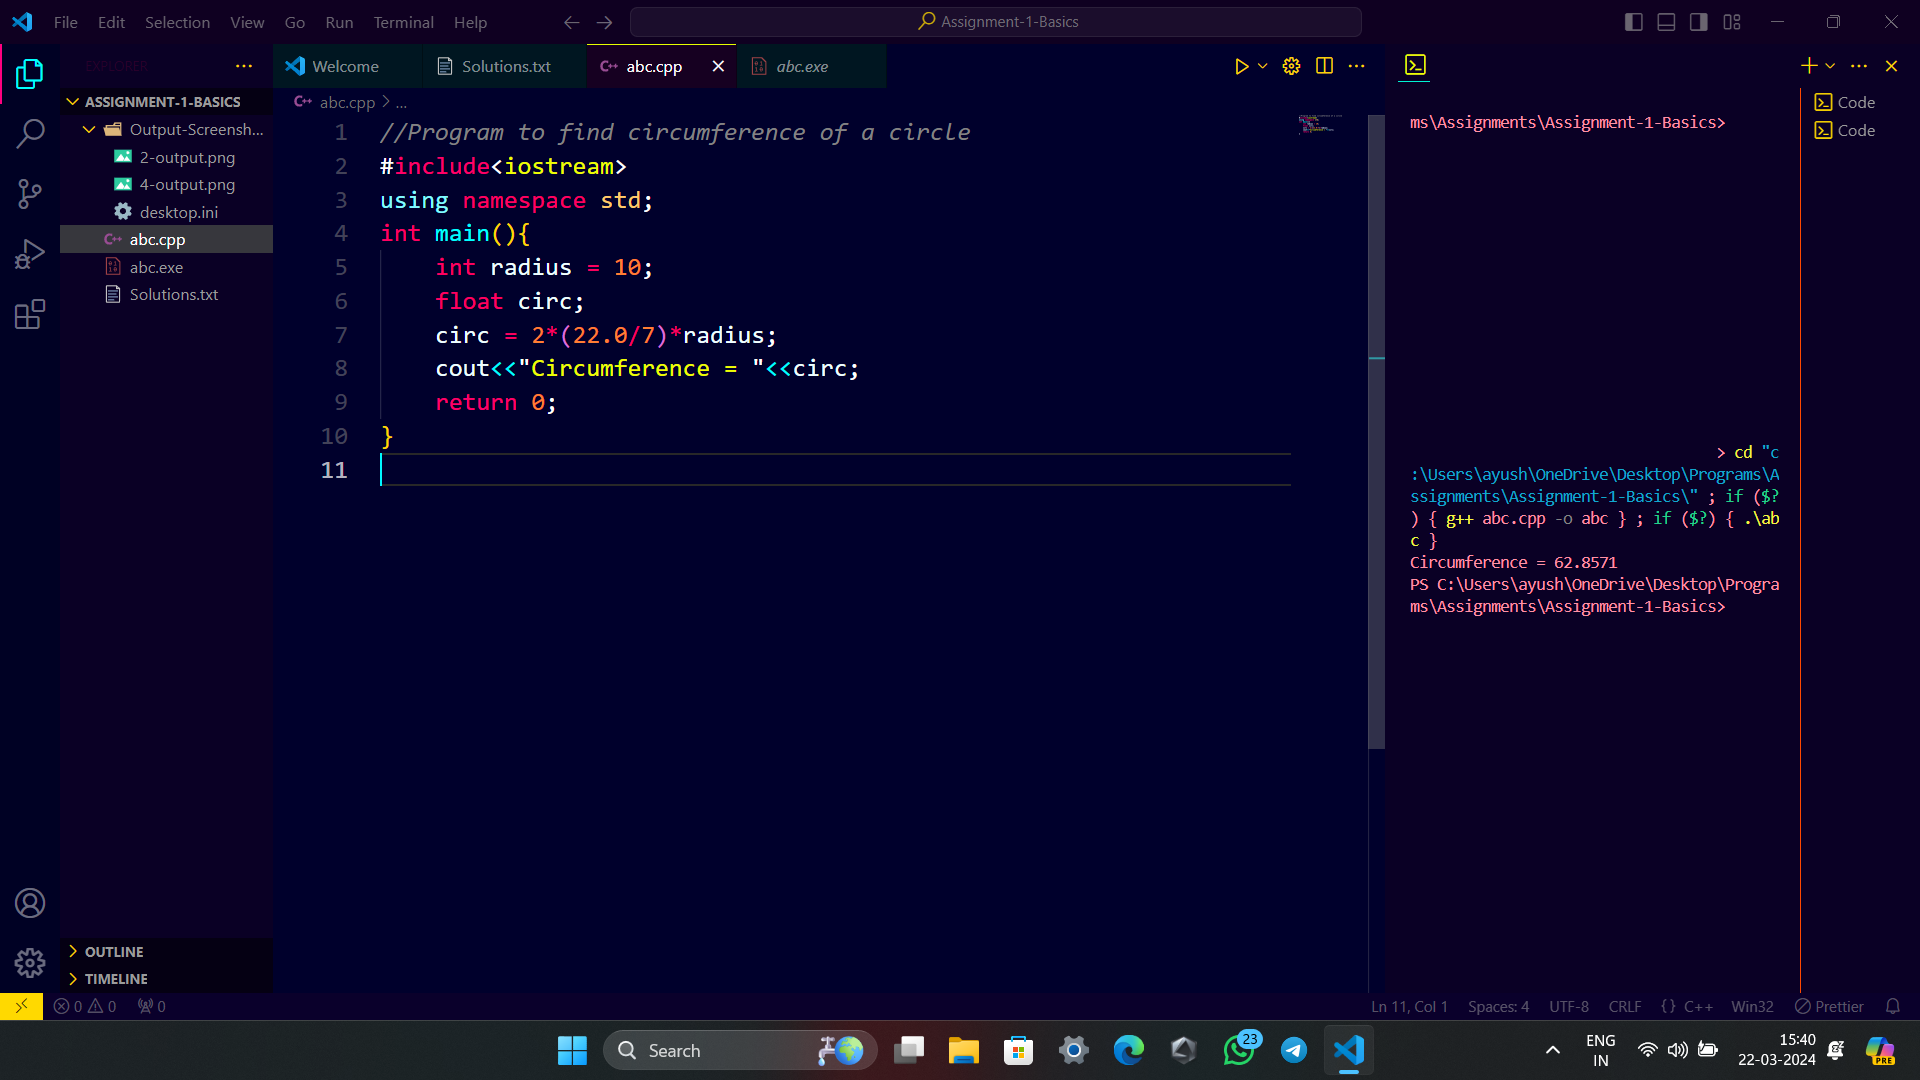 File Edit Selection View Go Run Terminal Help
Assignment-1-Basics
EXPLORER
Welcome
Solutions.txt
abc.cpp
abc.exe
ASSIGNMENT-1-BASICS
Output-Screensh...
2-output.png
4-output.png
desktop.ini
abc.cpp
abc.exe
Solutions.txt
OUTLINE
TIMELINE
abc.cpp > ...
1 //Program to find circumference of a circle
2 #include<iostream>
3 using namespace std;
4 int main(){
5 int radius = 10;
6 float circ;
7 circ = 2*(22.0/7)*radius;
8 cout<<"Circumference = "<<circ;
9 return 0;
10 }
11
ms\Assignments\Assignment-1-Basics>
> cd "c
:\Users\ayush\OneDrive\Desktop\Programs\A
ssignments\Assignment-1-Basics\" ; if ($?
) { g++ abc.cpp -o abc } ; if ($?) { .\ab
c }
Circumference = 62.8571
PS C:\Users\ayush\OneDrive\Desktop\Progra
ms\Assignments\Assignment-1-Basics>
Code
Code
0 0 0
Ln 11, Col 1 Spaces: 4 UTF-8 CRLF {} C++ Win32 Prettier
Search
23
ENG
IN
15:40
22-03-2024
PRE